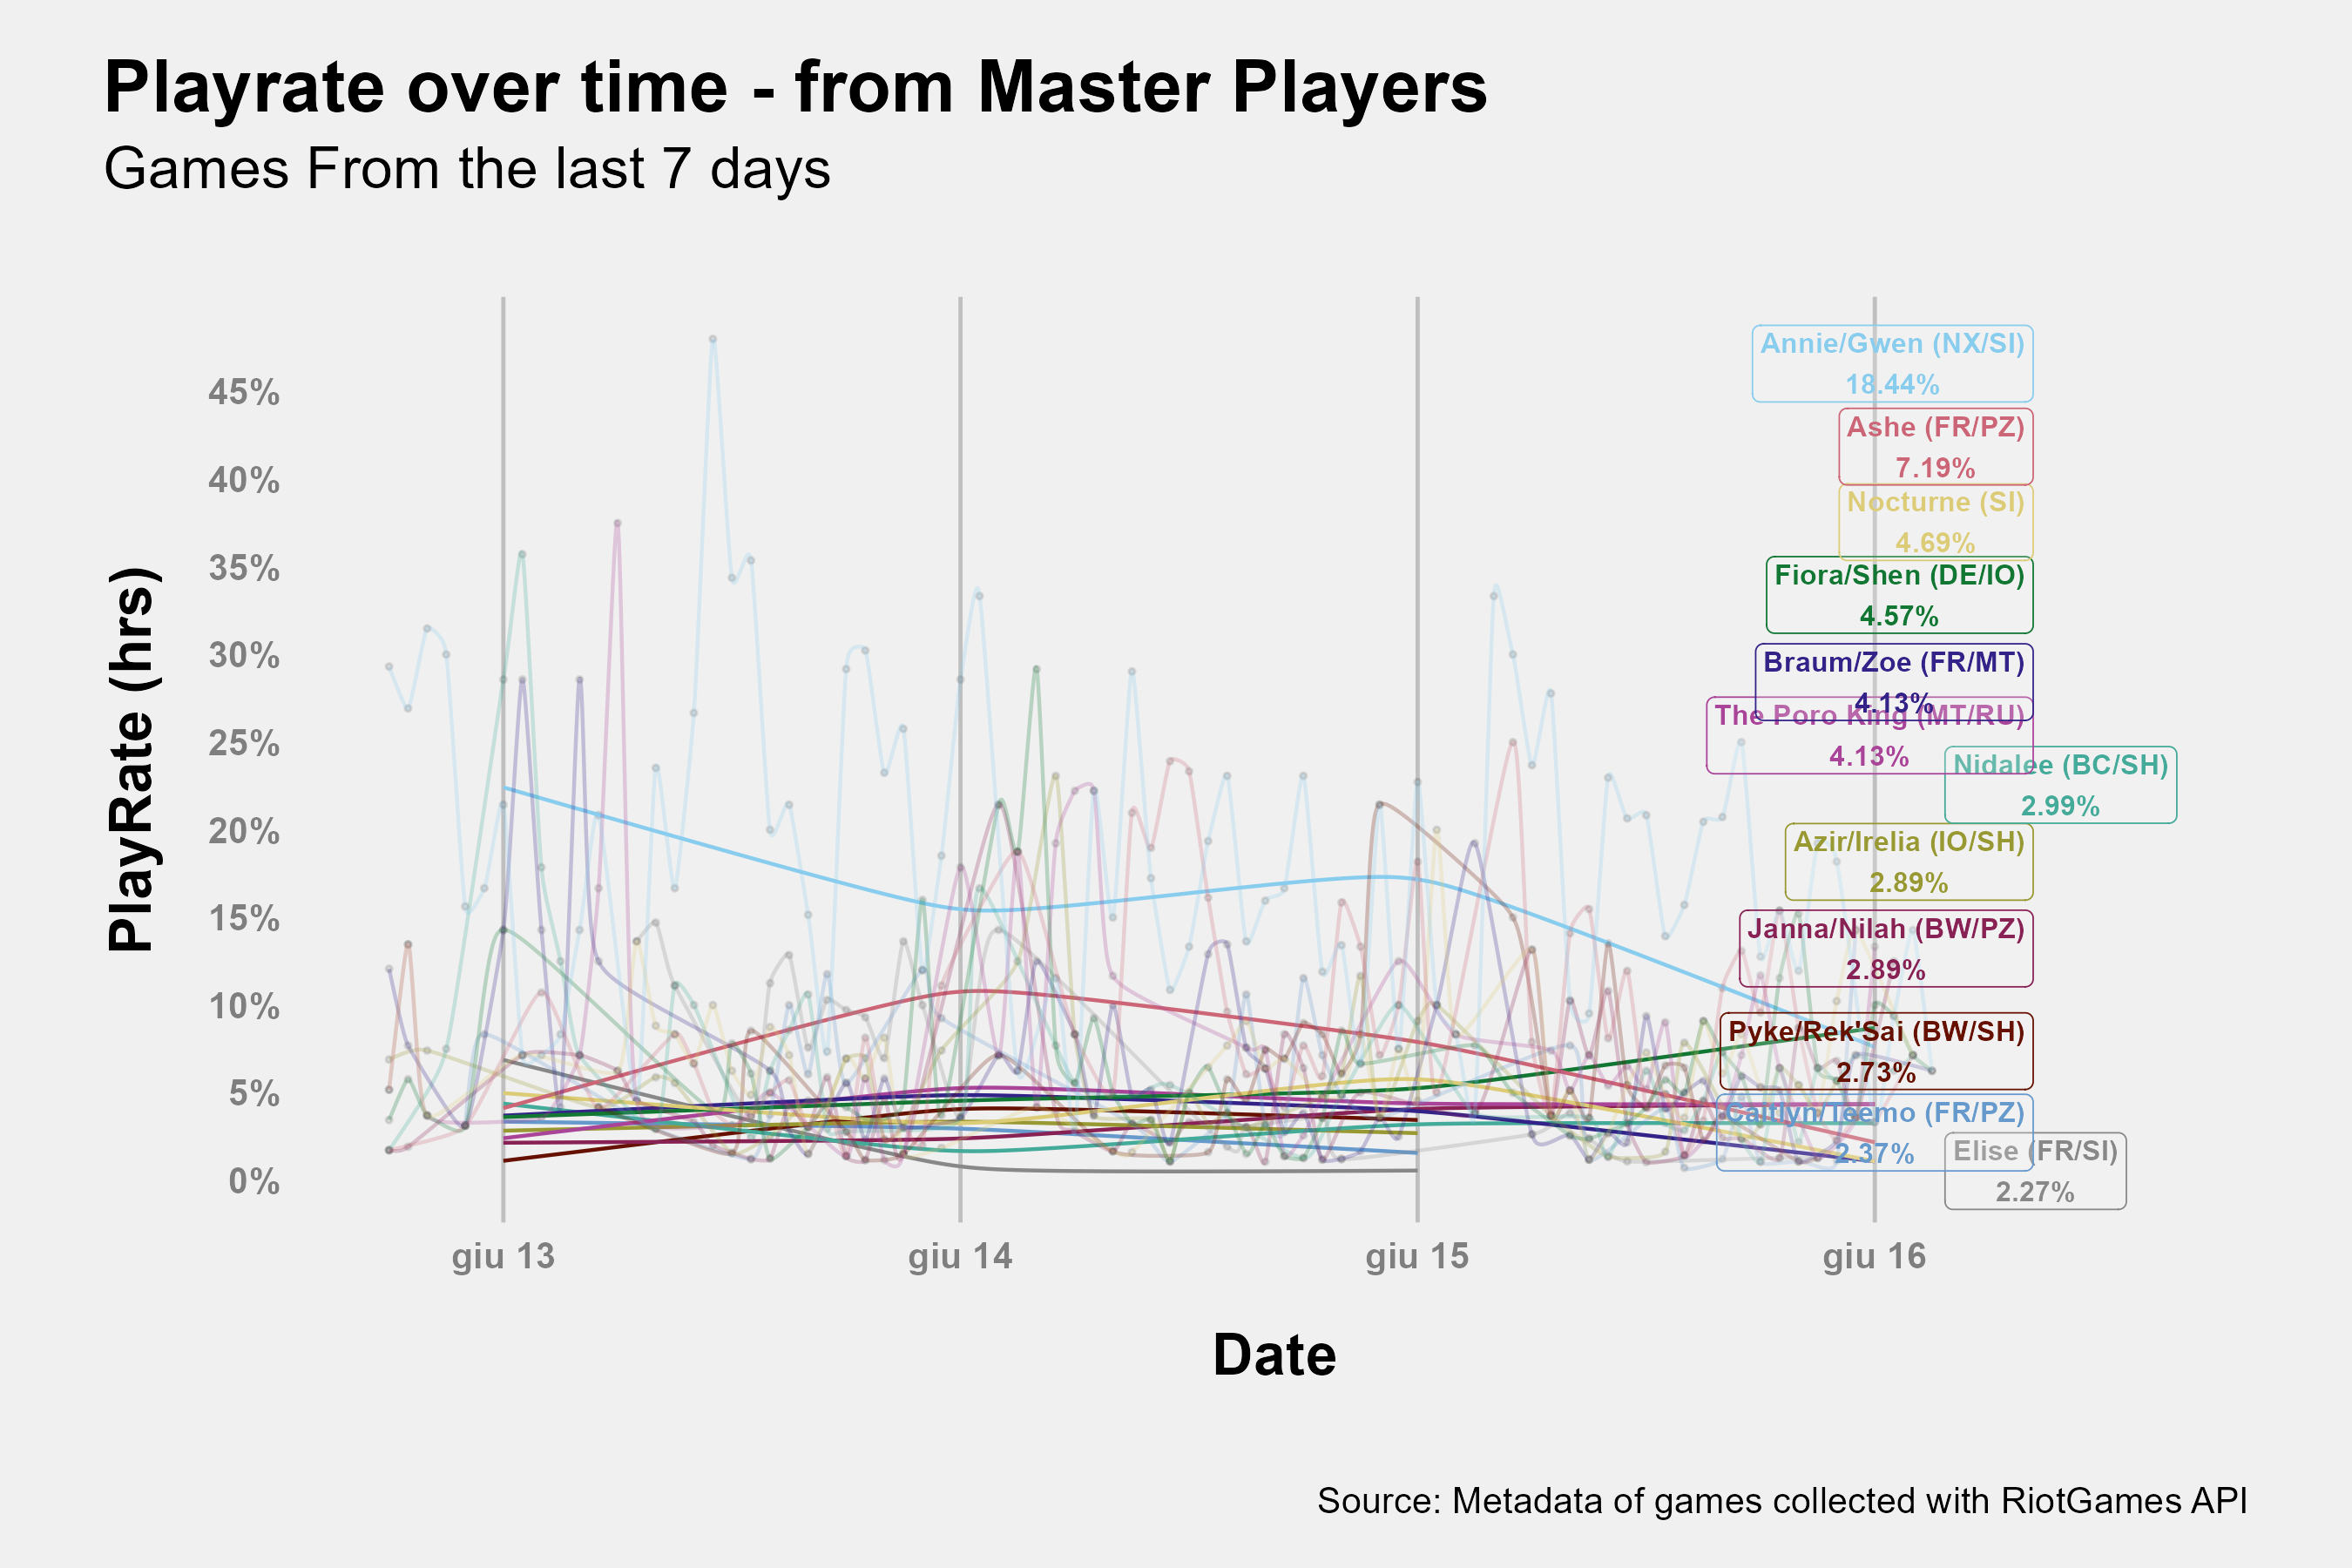 Playrate over time - from Master Players
Games From the last 7 days
PlayRate (hrs)
45%
40%
35%
30%
25%
20%
15%
10%
5%
0%
Annie/Gwen (NX/SI)
18.44%
Ashe (FR/PZ)
7.19%
Nocturne (SI)
4.69%
Fiora/Shen (DE/IO)
4.57%
Braum/Zoe (FR/MT)
4.13%
The Poro King (MT/RU)
4.13%
Nidalee (BC/SH)
2.99%
Azir/Irelia (IO/SH)
2.89%
Janna/Nilah (BW/PZ)
2.89%
Pyke/Rek'Sai (BW/SH)
2.73%
Caitlyn/Teemo (FR/PZ)
2.37%
Elise (FR/SI)
2.27%
giu 13
giu 14
giu 15
giu 16
Date
Source: Metadata of games collected with RiotGames API